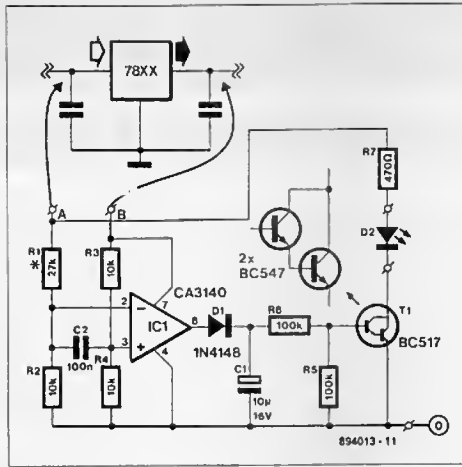 78XX
A
B
R7
470Ω
R1
*
27k
R3
10k
2x
BC547
D2
CA3140
7
2
IC1
6
D1
R6
100k
T1
BC517
C2
100n
3
4
1N4148
R2
10k
R4
10k
C1
10µ
16V
R5
100k
0
894013 - 11